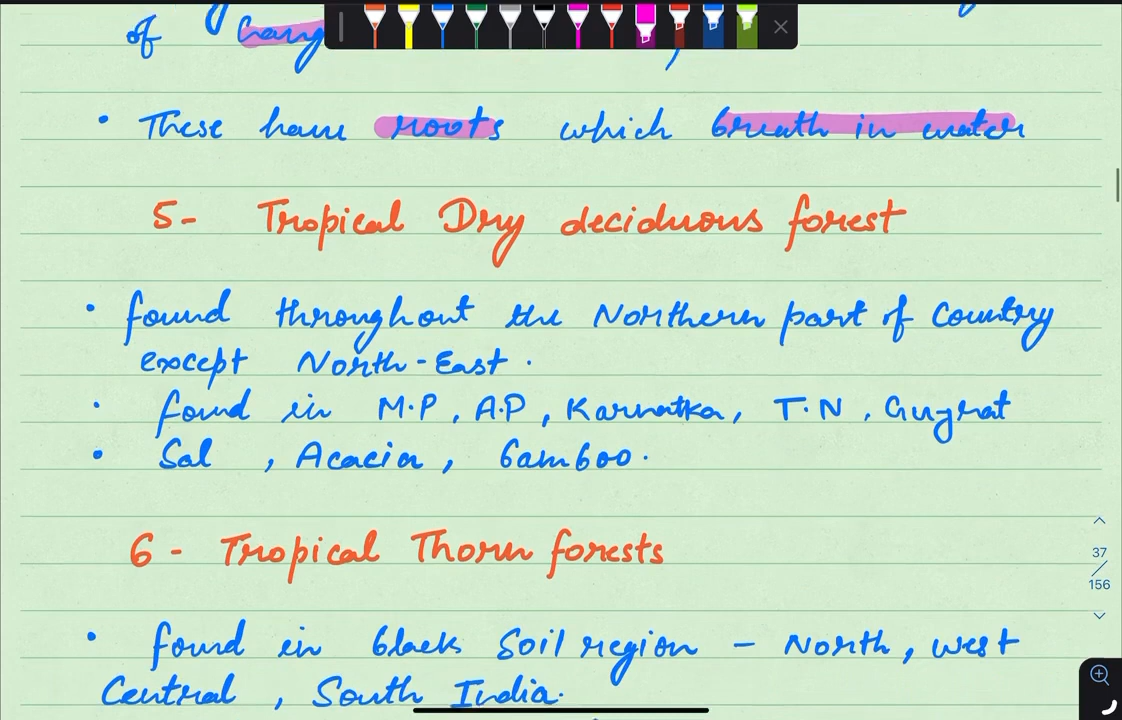 of
• These have roots which breath in water
5- Tropical Dry deciduous forest
• found throughout the Northern part of Country
except North-East.
• found in M.P, A.P, Karnatka, T.N, Gujrat
• Sal, Acacia, bamboo.
6- Tropical Thorn forests
• found in black Soil region - North, west
Central, South India.
37
156